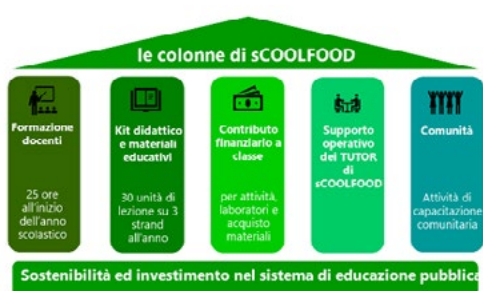 le colonne di sCOOLFOOD
Formazione
docenti
25 ore
all'inizio
dell'anno
scolastico
Kit didattico
e materiali
educativi
30 unità di
lezione su 3
strand
all'anno
Contributo
finanziario a
classe
per attività,
laboratori e
acquisto
materiali
Supporto
operativo
dei TUTOR
di
sCOOLFOOD
Comunità
Attività di
capacitazione
comunitaria
Sostenibilità ed investimento nel sistema di educazione pubblica